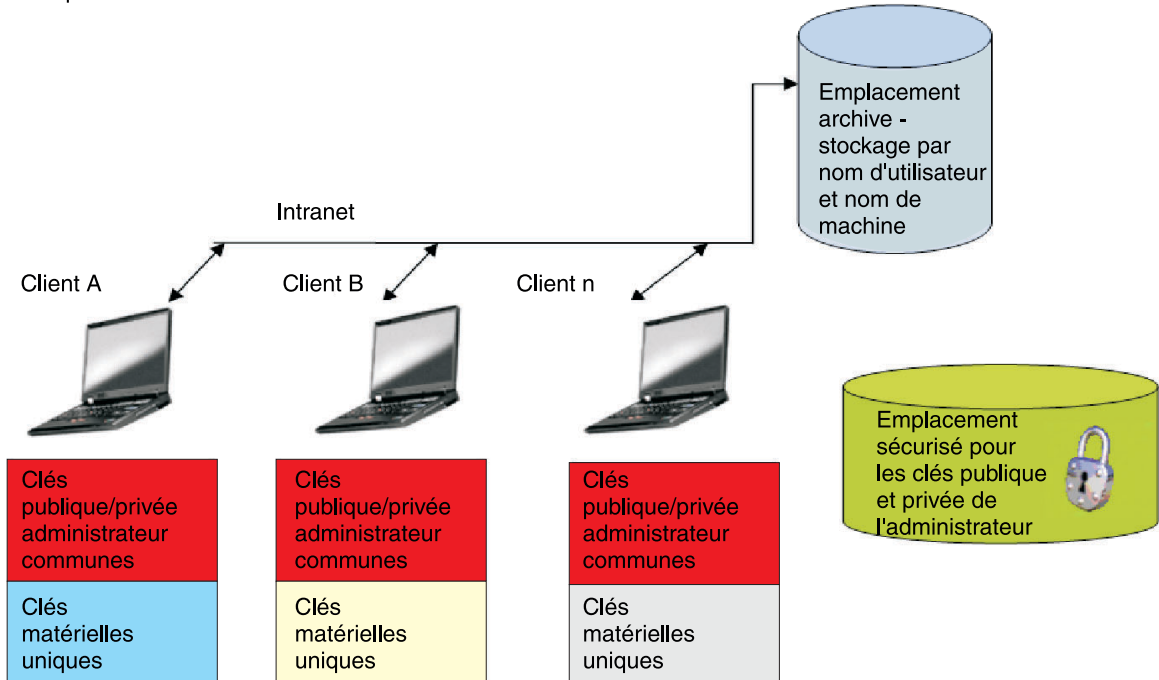 Emplacement
archive -
stockage par
nom d'utilisateur
et nom de
machine
Intranet
Client A
Client B
Client n
Emplacement
sécurisé pour
les clés publique
et privée de
l'administrateur
Clés
publique/privée
administrateur
communes
Clés
matérielles
uniques
Clés
publique/privée
administrateur
communes
Clés
matérielles
uniques
Clés
publique/privée
administrateur
communes
Clés
matérielles
uniques